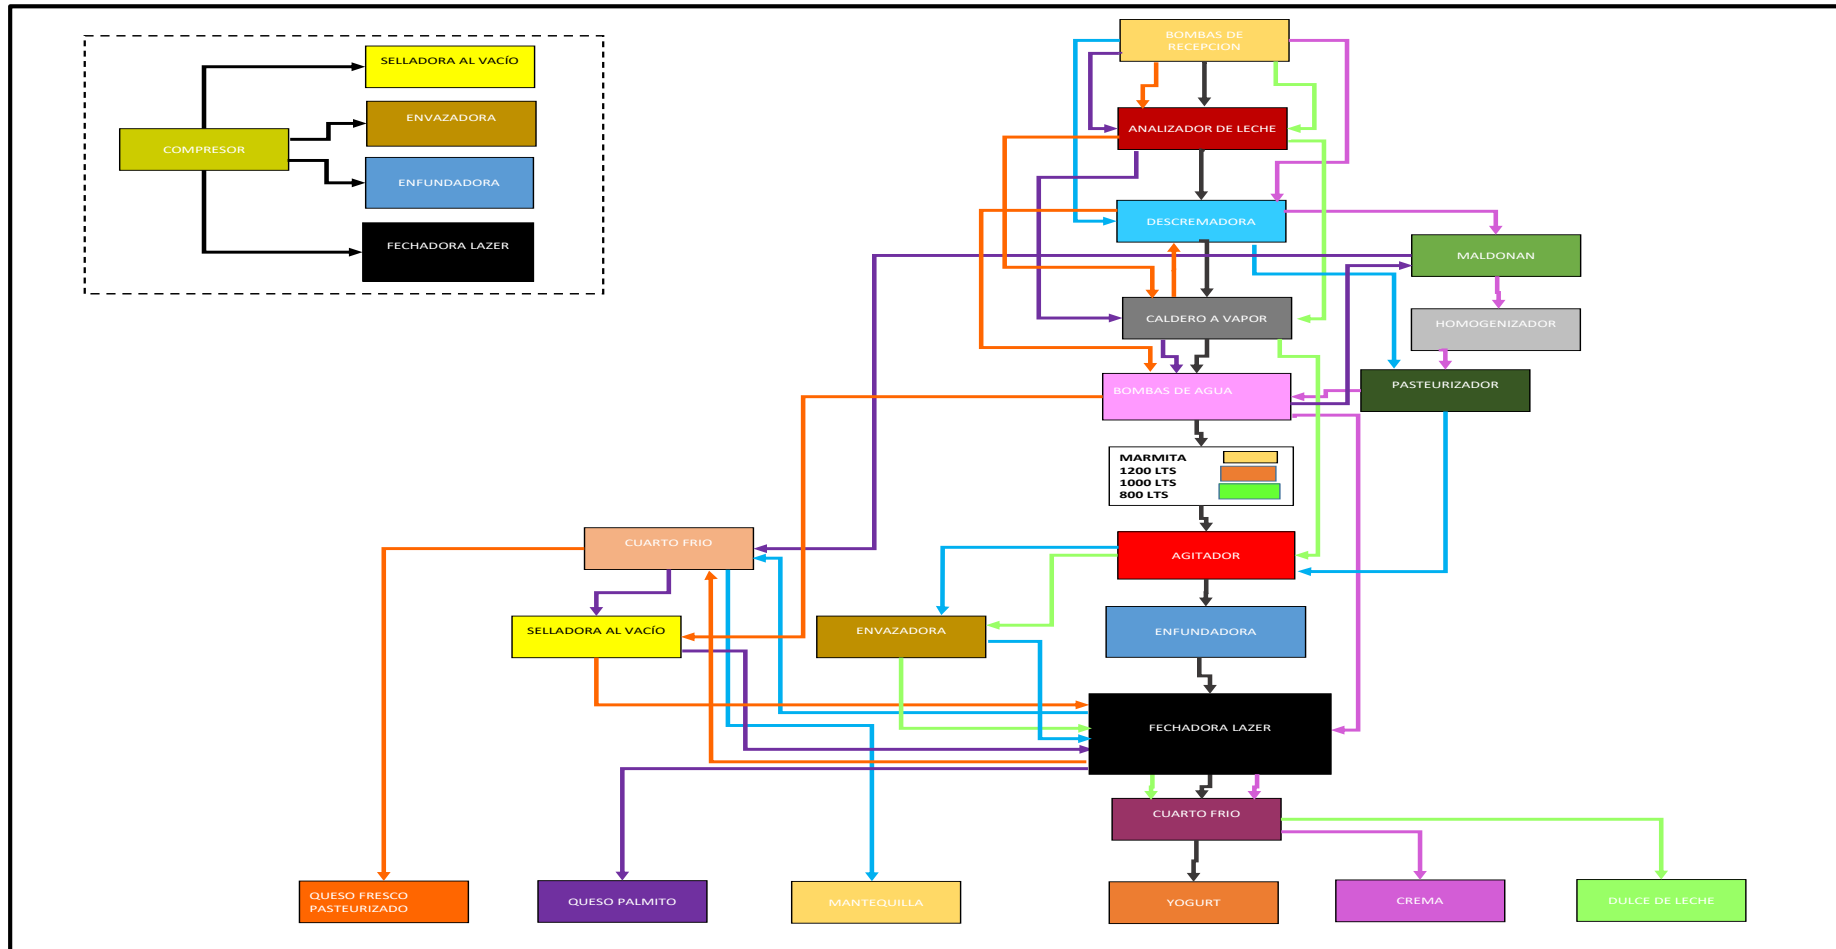 SELLADORA AL VACÍO
ENVAZADORA
COMPRESOR
ENFUNDADORA
FECHADORA LAZER
BOMBAS DE
RECEPCION
ANALIZADOR DE LECHE
DESCREMADORA
MALDONAN
CALDERO A VAPOR
HOMOGENIZADOR
BOMBAS DE AGUA
PASTEURIZADOR
MARMITA
1200 LTS
1000 LTS
800 LTS
CUARTO FRIO
AGITADOR
SELLADORA AL VACÍO
ENVAZADORA
ENFUNDADORA
FECHADORA LAZER
CUARTO FRIO
QUESO FRESCO
PASTEURIZADO
QUESO PALMITO
MANTEQUILLA
YOGURT
CREMA
DULCE DE LECHE